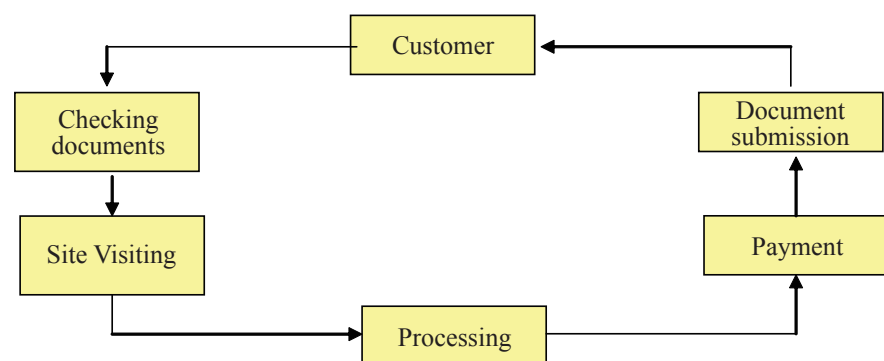 Customer
Checking
documents
Site Visiting
Processing
Payment
Document
submission